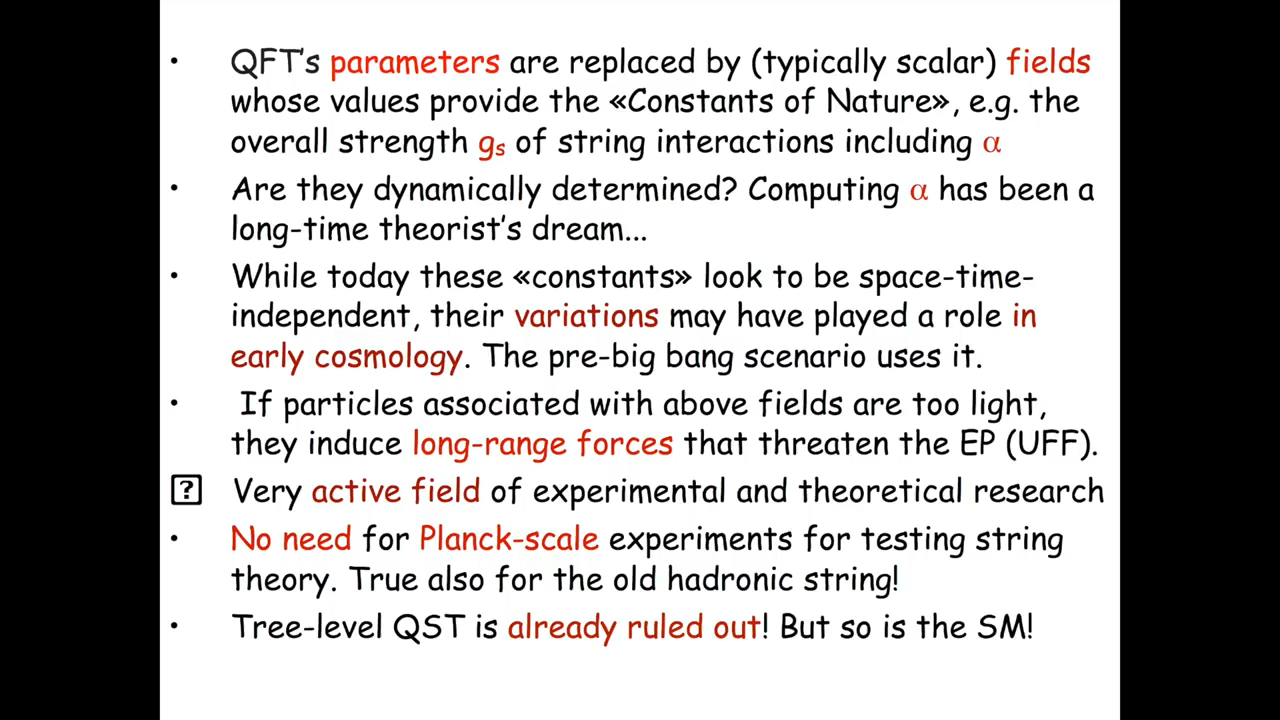 • QFT's parameters are replaced by (typically scalar) fields
whose values provide the «Constants of Nature», e.g. the
overall strength gs of string interactions including α
• Are they dynamically determined? Computing α has been a
long-time theorist's dream...
• While today these «constants» look to be space-time-
independent, their variations may have played a role in
early cosmology. The pre-big bang scenario uses it.
• If particles associated with above fields are too light,
they induce long-range forces that threaten the EP (UFF).
? Very active field of experimental and theoretical research
• No need for Planck-scale experiments for testing string
theory. True also for the old hadronic string!
• Tree-level QST is already ruled out! But so is the SM!